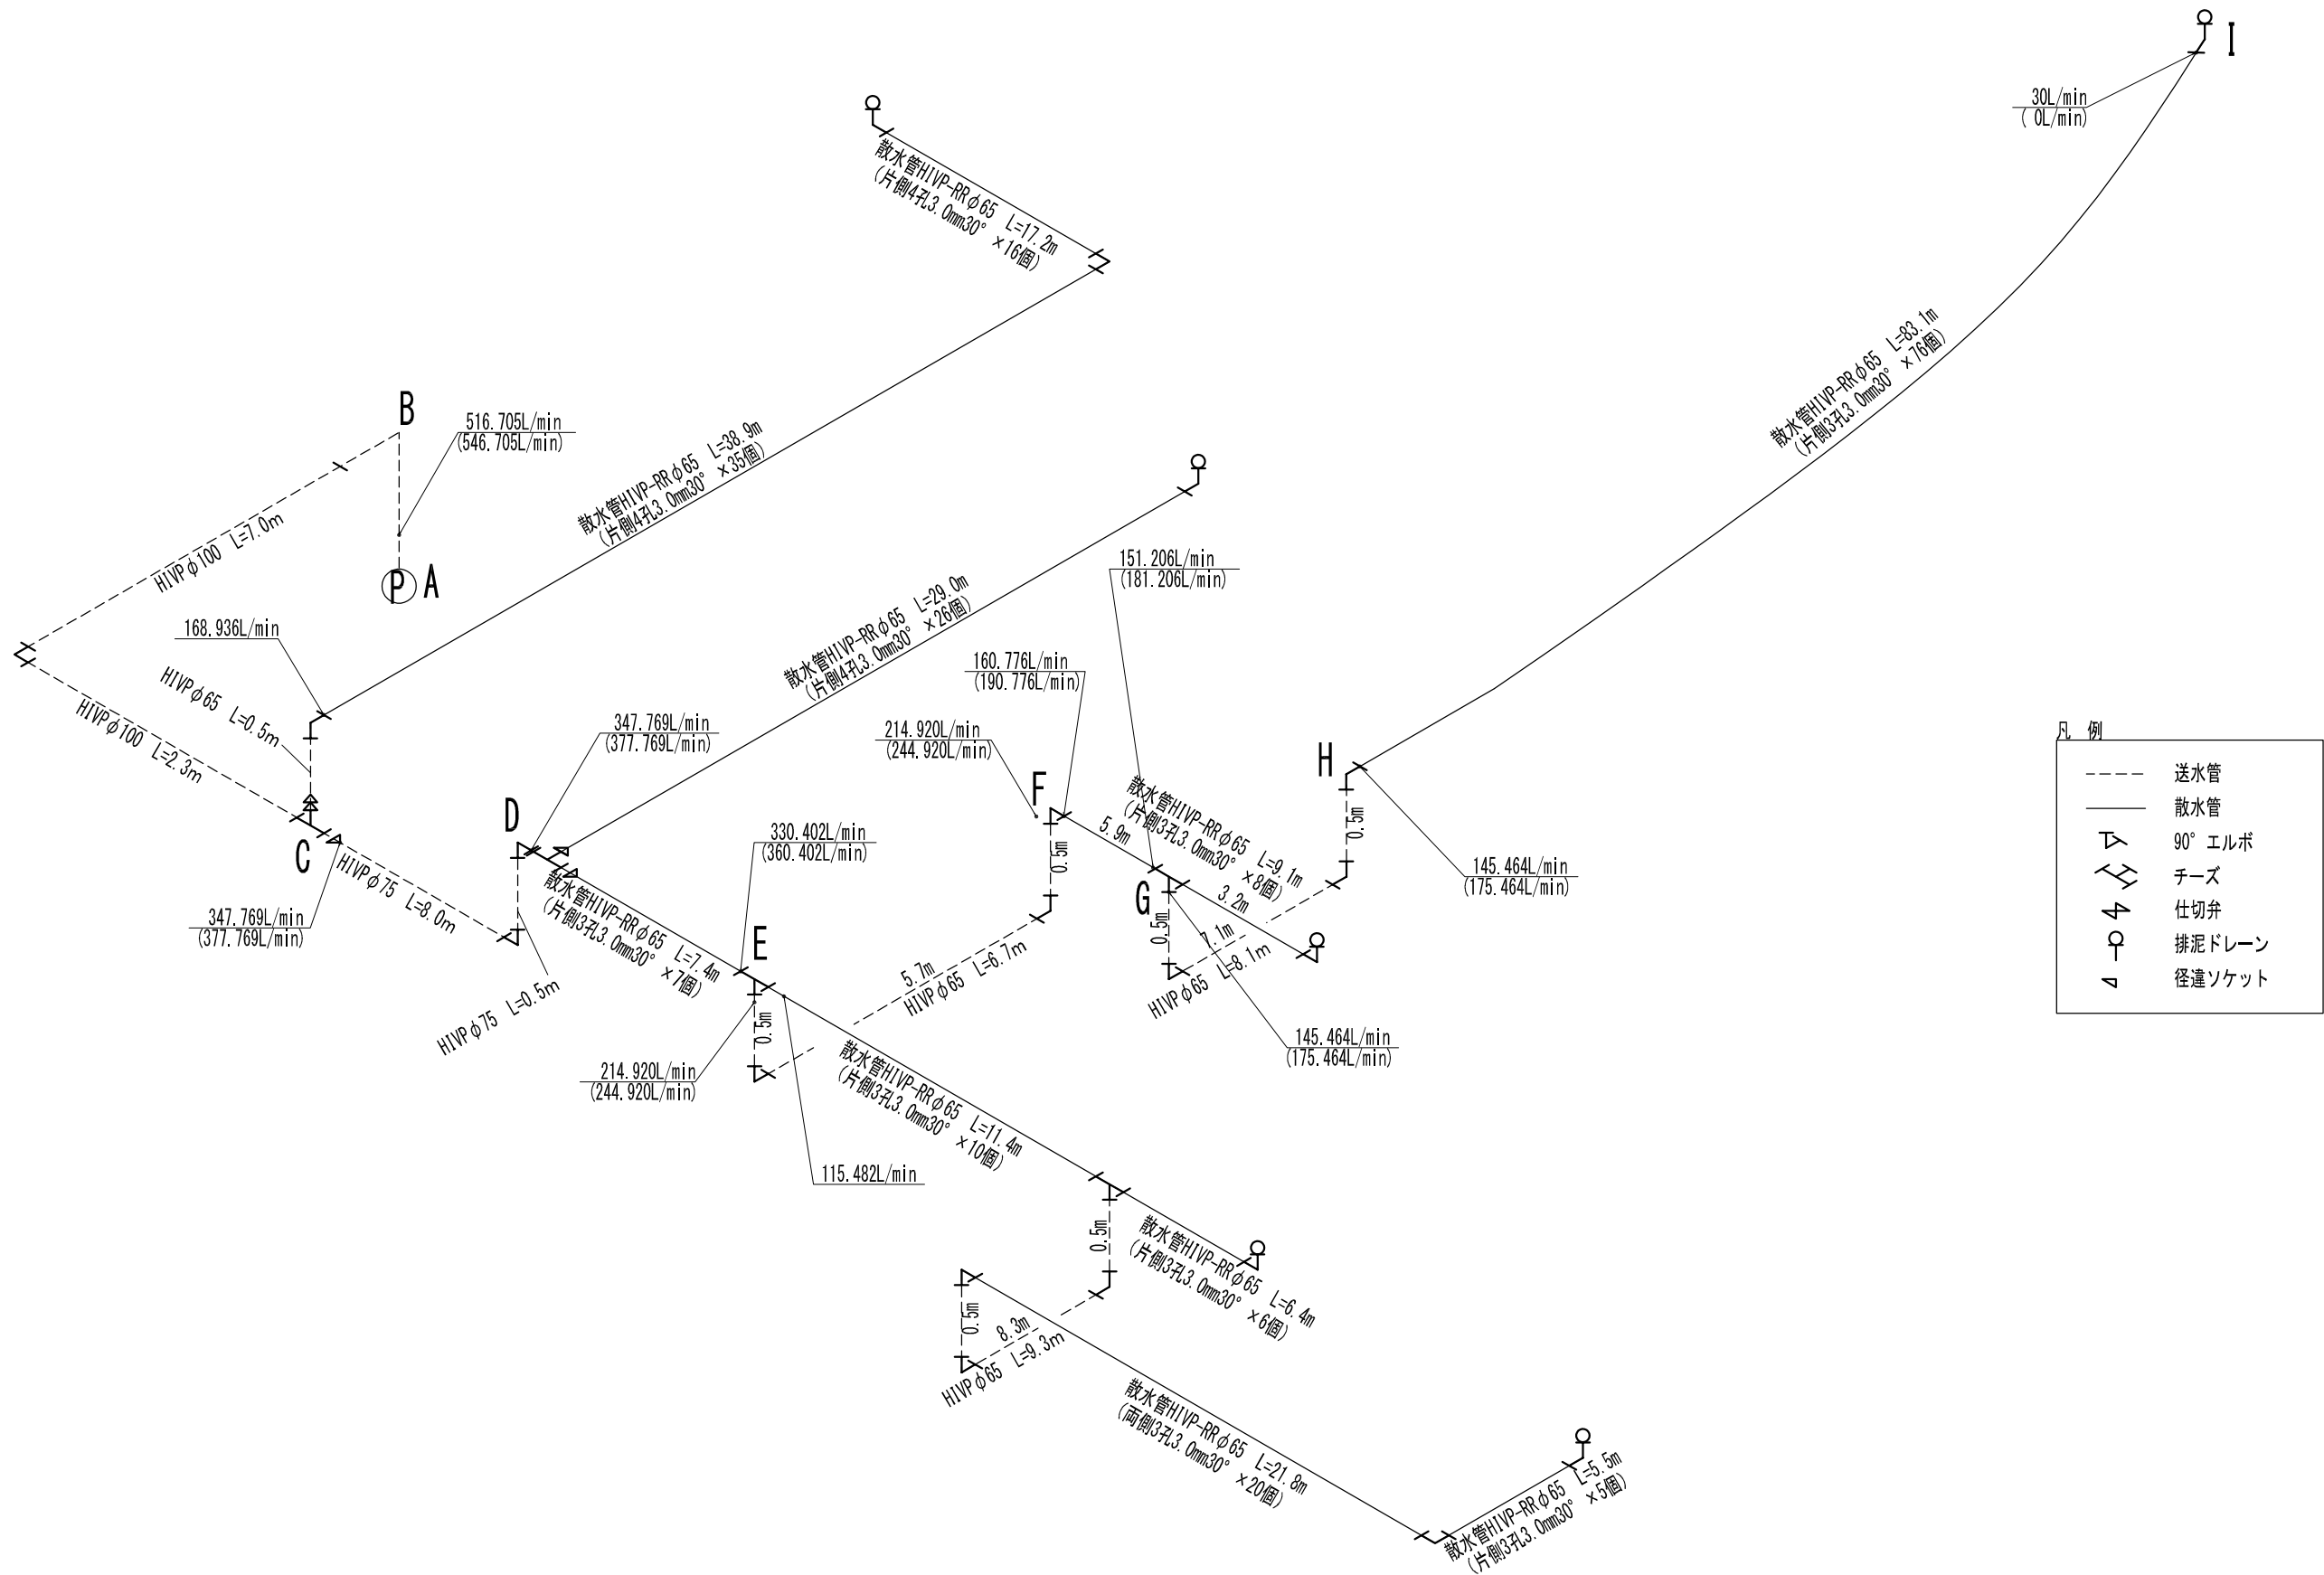 I
30L/min
( 0L/min)
散水管HIVP-RRφ65 L=17.2m
(片側4孔3.0mm30° ×16個)
散水管HIVP-RRφ65 L=83.1m
(片側3孔3.0mm30° ×76個)
B
516.705L/min
(546.705L/min)
散水管HIVP-RRφ65 L=38.9m
(片側4孔3.0mm30° ×35個)
HIVPφ100 L=7.0m
P
A
168.936L/min
散水管HIVP-RRφ65 L=29.0m
(片側4孔3.0mm30° ×26個)
151.206L/min
(181.206L/min)
160.776L/min
(190.776L/min)
HIVPφ65 L=0.5m
HIVPφ100 L=2.3m
347.769L/min
(377.769L/min)
214.920L/min
(244.920L/min)
F
H
散水管HIVP-RRφ65 L=9.1m
(片側3孔3.0mm30° ×8個)
5.9m
3.2m
0.5m
D
330.402L/min
(360.402L/min)
C
HIVPφ75 L=8.0m
0.5m
G
145.464L/min
(175.464L/min)
散水管HIVP-RRφ65 L=7.4m
(片側3孔3.0mm30° ×7個)
347.769L/min
(377.769L/min)
E
0.5m
7.1m
HIVPφ65 L=8.1m
5.7m
HIVPφ65 L=6.7m
HIVPφ75 L=0.5m
0.5m
145.464L/min
(175.464L/min)
214.920L/min
(244.920L/min)
散水管HIVP-RRφ65 L=11.4m
(片側3孔3.0mm30° ×10個)
115.482L/min
0.5m
散水管HIVP-RRφ65 L=6.4m
(片側3孔3.0mm30° ×6個)
0.5m
8.3m
HIVPφ65 L=9.3m
散水管HIVP-RRφ65 L=21.8m
(両側3孔3.0mm30° ×20個)
散水管HIVP-RRφ65 L=5.5m
(片側3孔3.0mm30° ×5個)
凡 例
送水管
散水管
90° エルボ
チーズ
仕切弁
排泥ドレーン
径違ソケット